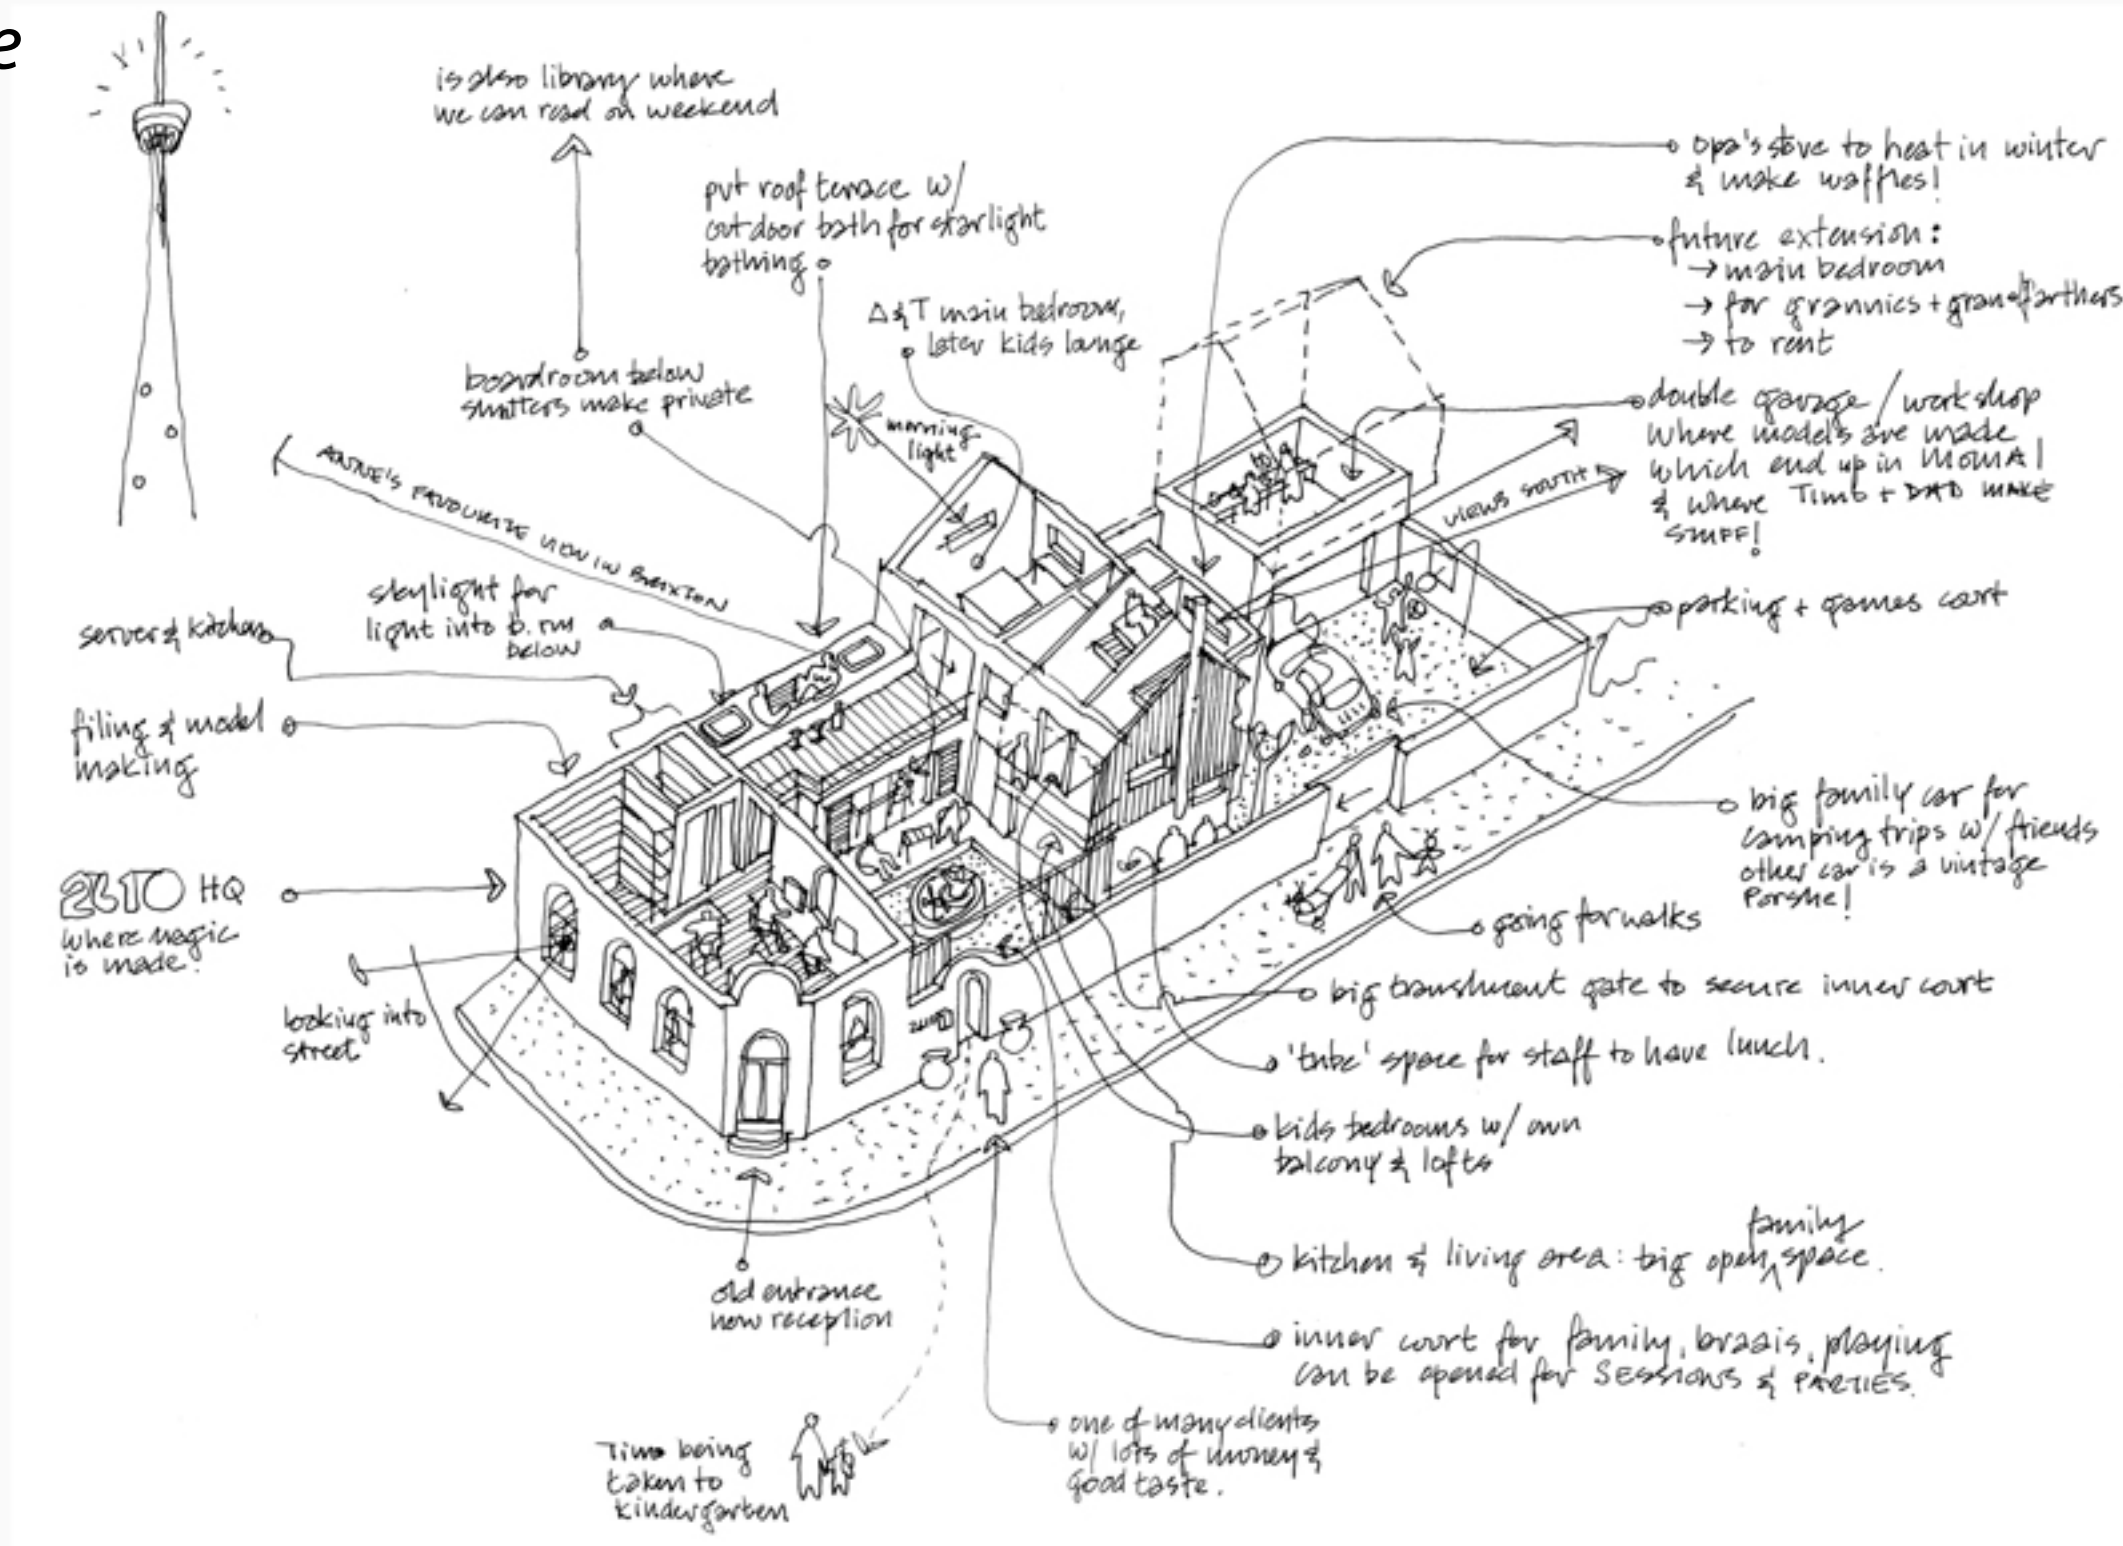 e
is also library where
we can read on weekend
put roof terrace w/
outdoor bath for starlight
bathing
A & T main bedroom,
later kids lounge
boardroom below
shutters make private
morning
light
ANNE'S FAVOURITE VIEW IN BRIXTON
skylight for
light into b.rm
below
server & kitchen
filing & model
making
HQ
where magic
is made!
looking into
street
old entrance
now reception
Timo being
taken to
kindergarten
one of many clients
w/ lots of money &
good taste.
opa's stove to heat in winter
& make waffles!
future extension:
→ main bedroom
→ for grannies + grandfarthers
→ to rent
double garage / workshop
where models are made
which end up in MOMA!
& where Timo + DAD MAKE
STUFF!
VIEWS SOUTH
parking + games court
big family car for
camping trips w/ friends
other car is a vintage
Porshe!
going for walks
big translucent gate to secure inner court
'tube' space for staff to have lunch.
kids bedrooms w/ own
balcony & lofts
family
kitchen & living area: big open space.
inner court for family, braais, playing
can be opened for SESSIONS & PARTIES.